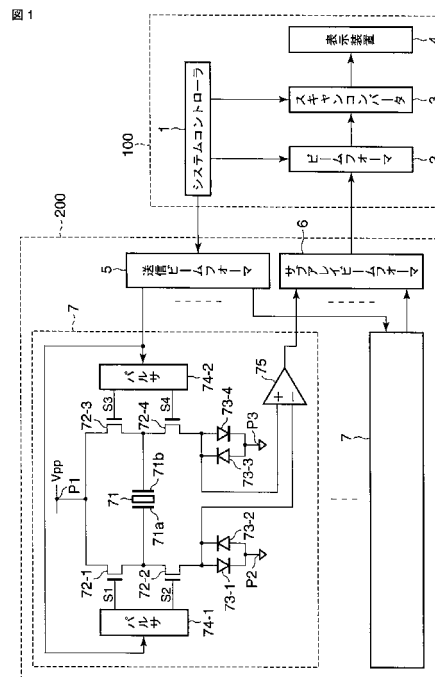 図1
200
100
7
5
送信ビームフォーマ
1
システムコントローラ
Vpp
P1
72-1
72-3
S1
S3
71
71a
71b
74-1
パルサ
74-2
パルサ
72-2
72-4
S2
S4
73-1
73-2
73-3
73-4
P2
P3
75
+
−
6
サブアレイビームフォーマ
2
ビームフォーマ
3
スキャンコンバータ
4
表示装置
7